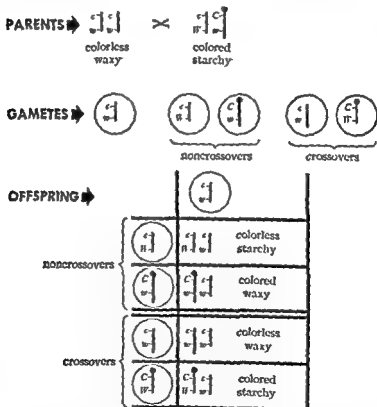 PARENTS
c c
w w
×
c C
W w
colorless
waxy
colored
starchy
GAMETES
c
w
c
W
C
w
c
w
C
W
noncrossovers
crossovers
OFFSPRING
c
w
noncrossovers
c
W
c c
W w
colorless
starchy
C
w
C c
w w
colored
waxy
crossovers
c
w
c c
w w
colorless
waxy
C
W
C c
W w
colored
starchy